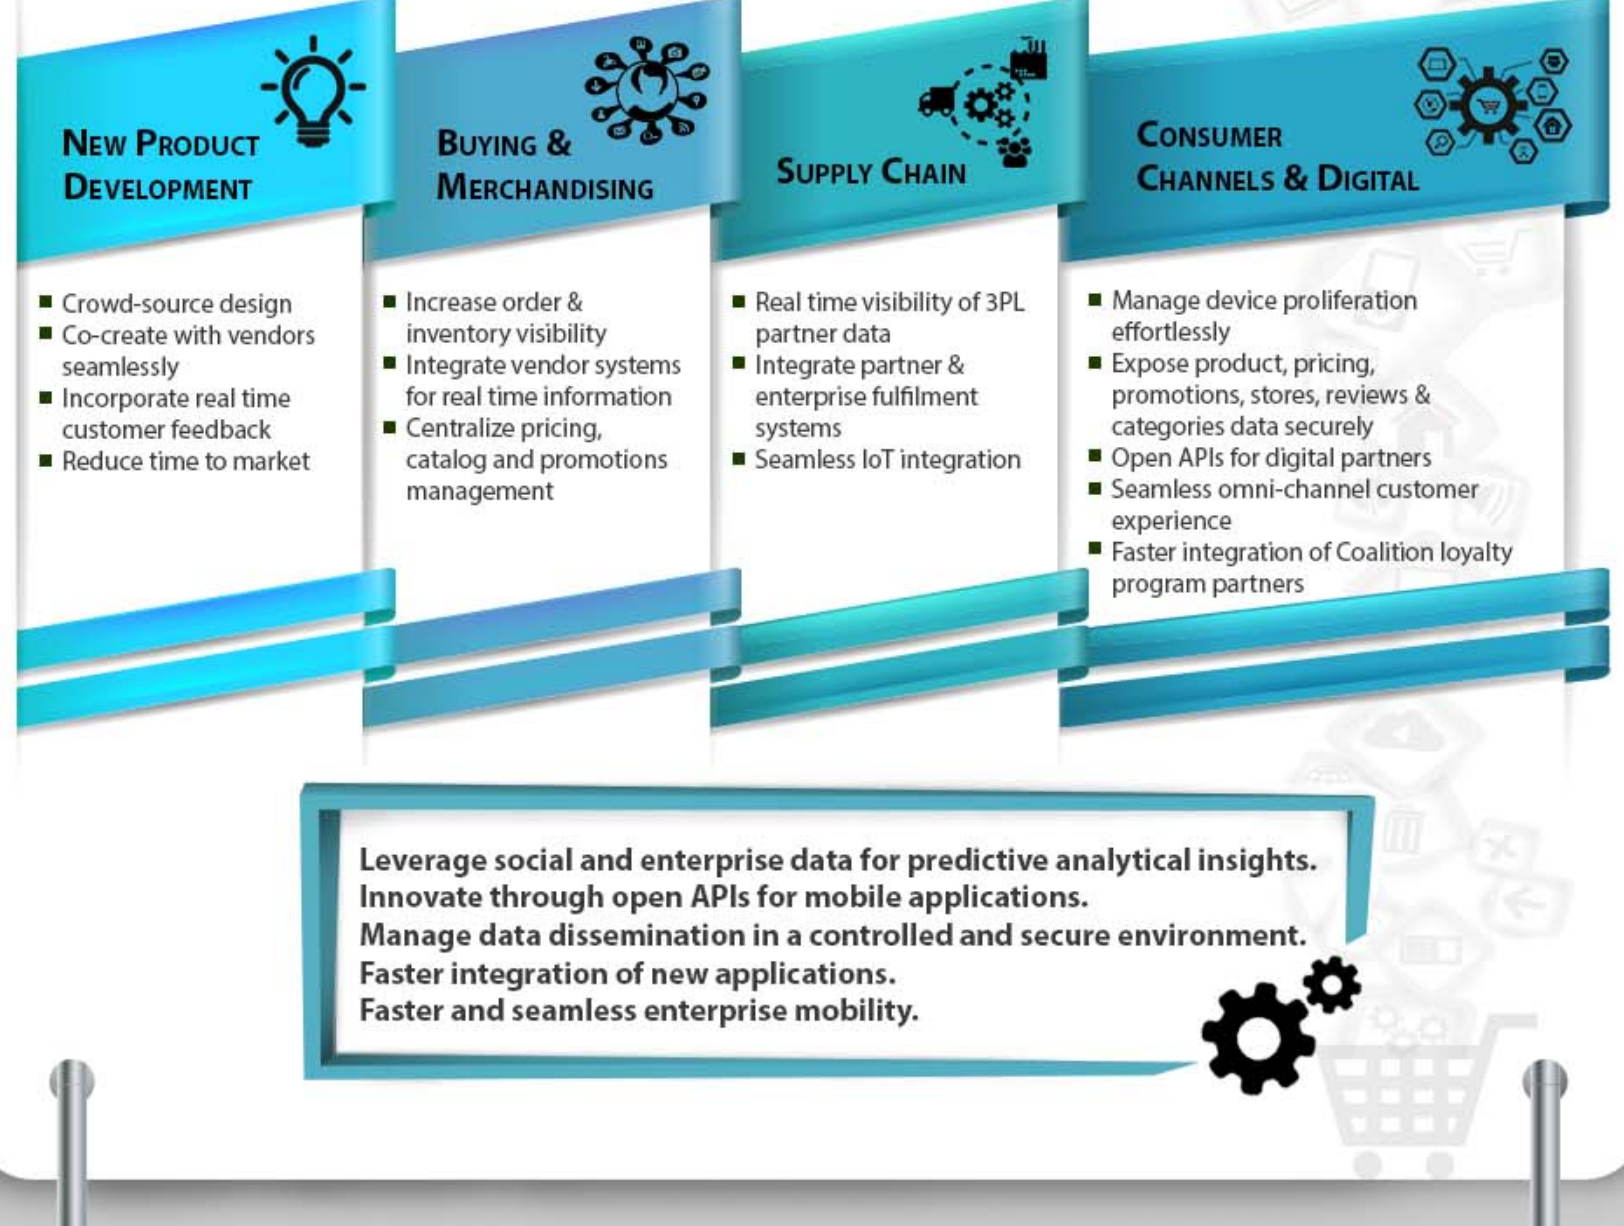 NEW PRODUCT
DEVELOPMENT
Crowd-source design
Co-create with vendors
seamlessly
Incorporate real time
customer feedback
Reduce time to market
BUYING &
MERCHANDISING
Increase order &
inventory visibility
Integrate vendor systems
for real time information
Centralize pricing,
catalog and promotions
management
SUPPLY CHAIN
Real time visibility of 3PL
partner data
Integrate partner &
enterprise fulfilment
systems
Seamless IoT integration
CONSUMER
CHANNELS & DIGITAL
Manage device proliferation
effortlessly
Expose product, pricing,
promotions, stores, reviews &
categories data securely
Open APIs for digital partners
Seamless omni-channel customer
experience
Faster integration of Coalition loyalty
program partners
Leverage social and enterprise data for predictive analytical insights.
Innovate through open APIs for mobile applications.
Manage data dissemination in a controlled and secure environment.
Faster integration of new applications.
Faster and seamless enterprise mobility.